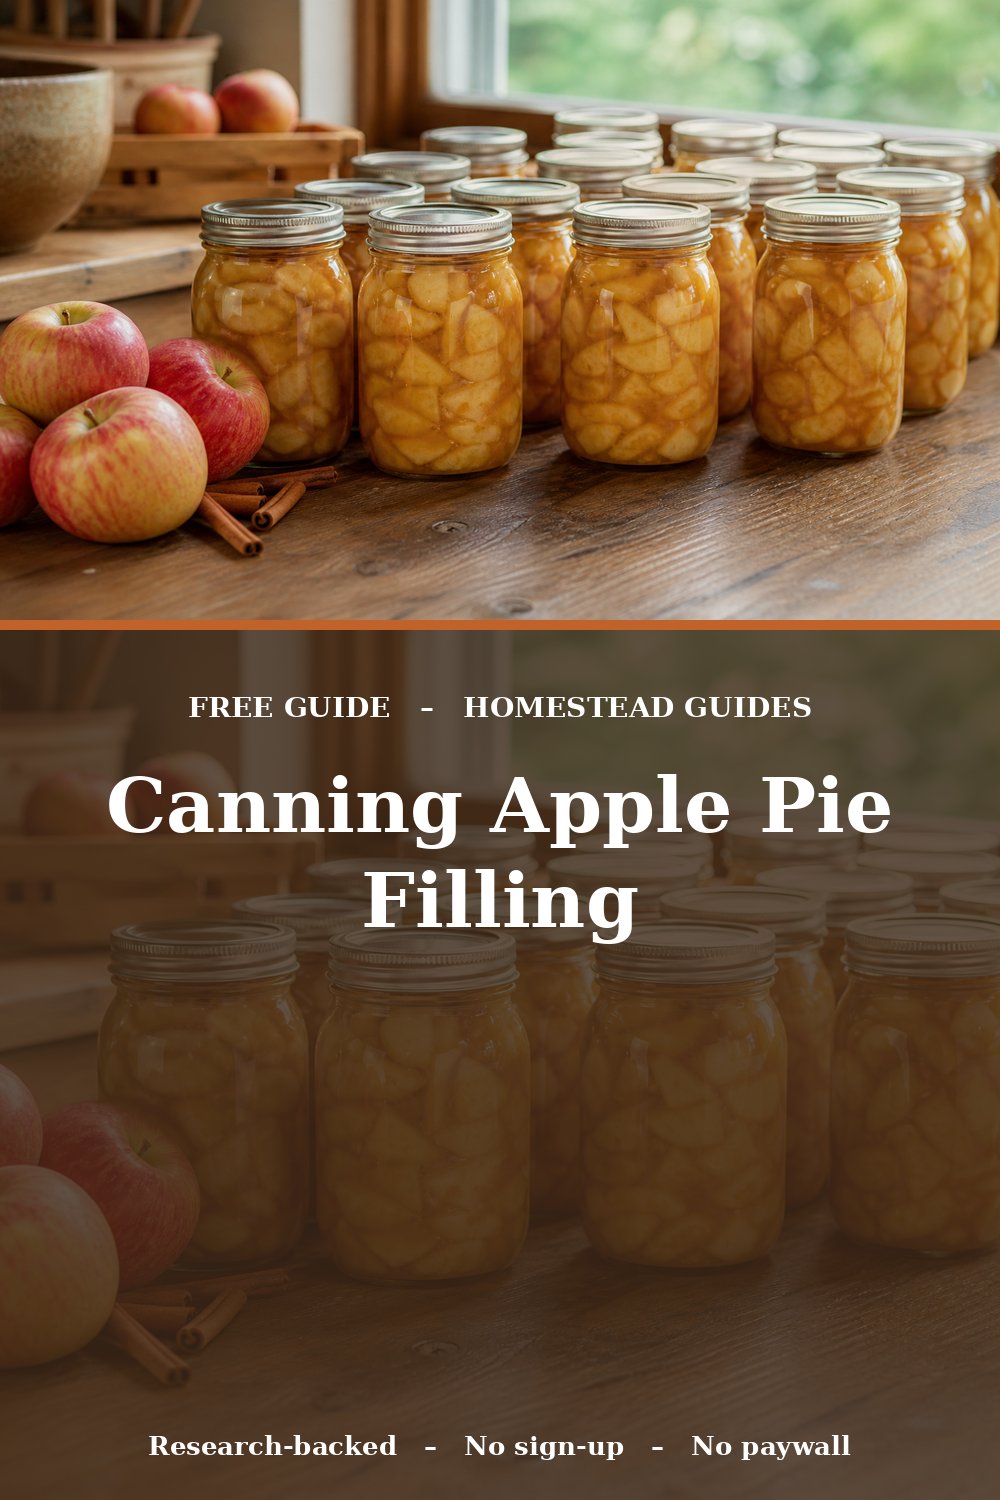 FREE GUIDE – HOMESTEAD GUIDES
Canning Apple Pie
Filling
Research-backed – No sign-up – No paywall